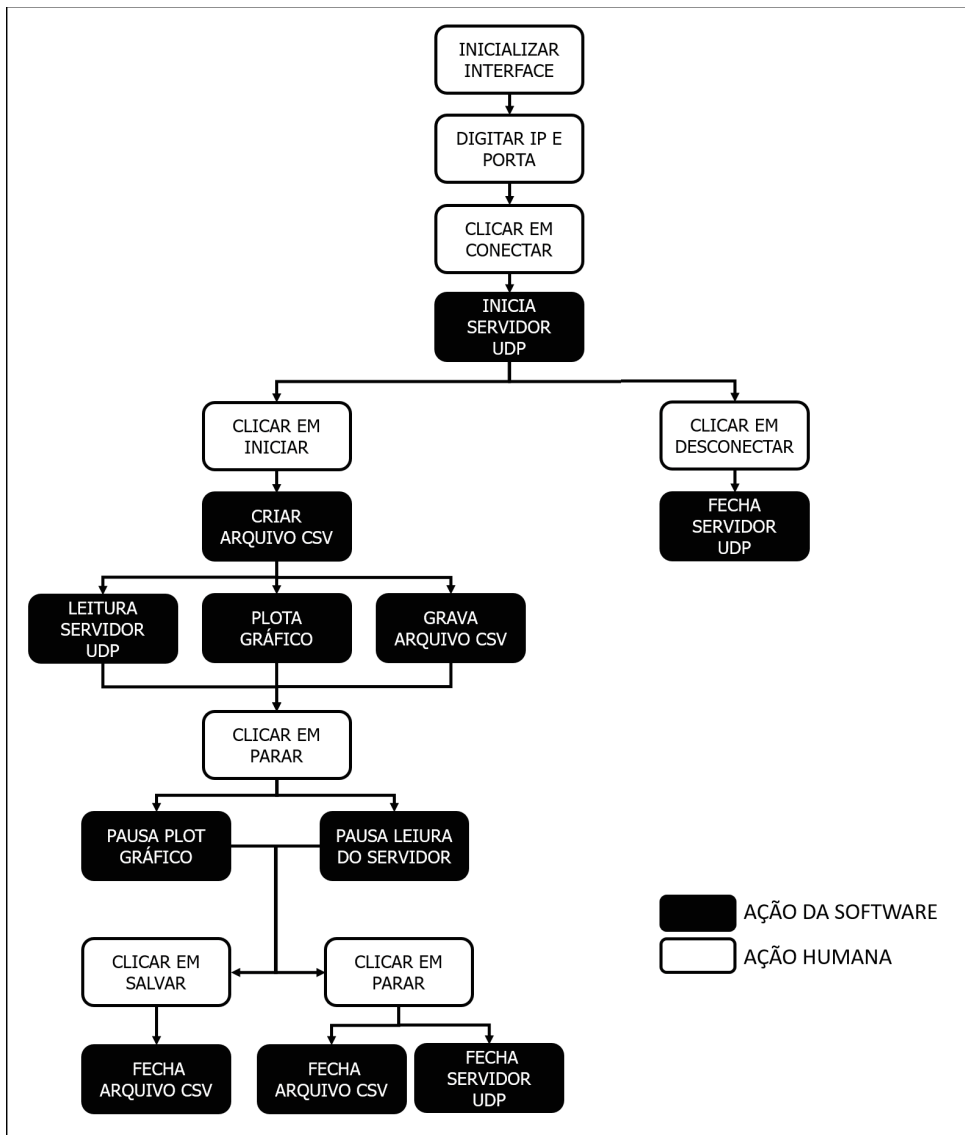 INICIALIZAR
INTERFACE
DIGITAR IP E
PORTA
CLICAR EM
CONECTAR
INICIA
SERVIDOR
UDP
CLICAR EM
INICIAR
CLICAR EM
DESCONECTAR
CRIAR
ARQUIVO CSV
FECHA
SERVIDOR
UDP
LEITURA
SERVIDOR
UDP
PLOTA
GRÁFICO
GRAVA
ARQUIVO CSV
CLICAR EM
PARAR
PAUSA PLOT
GRÁFICO
PAUSA LEIURA
DO SERVIDOR
AÇÃO DA SOFTWARE
AÇÃO HUMANA
CLICAR EM
SALVAR
CLICAR EM
PARAR
FECHA
ARQUIVO CSV
FECHA
ARQUIVO CSV
FECHA
SERVIDOR
UDP